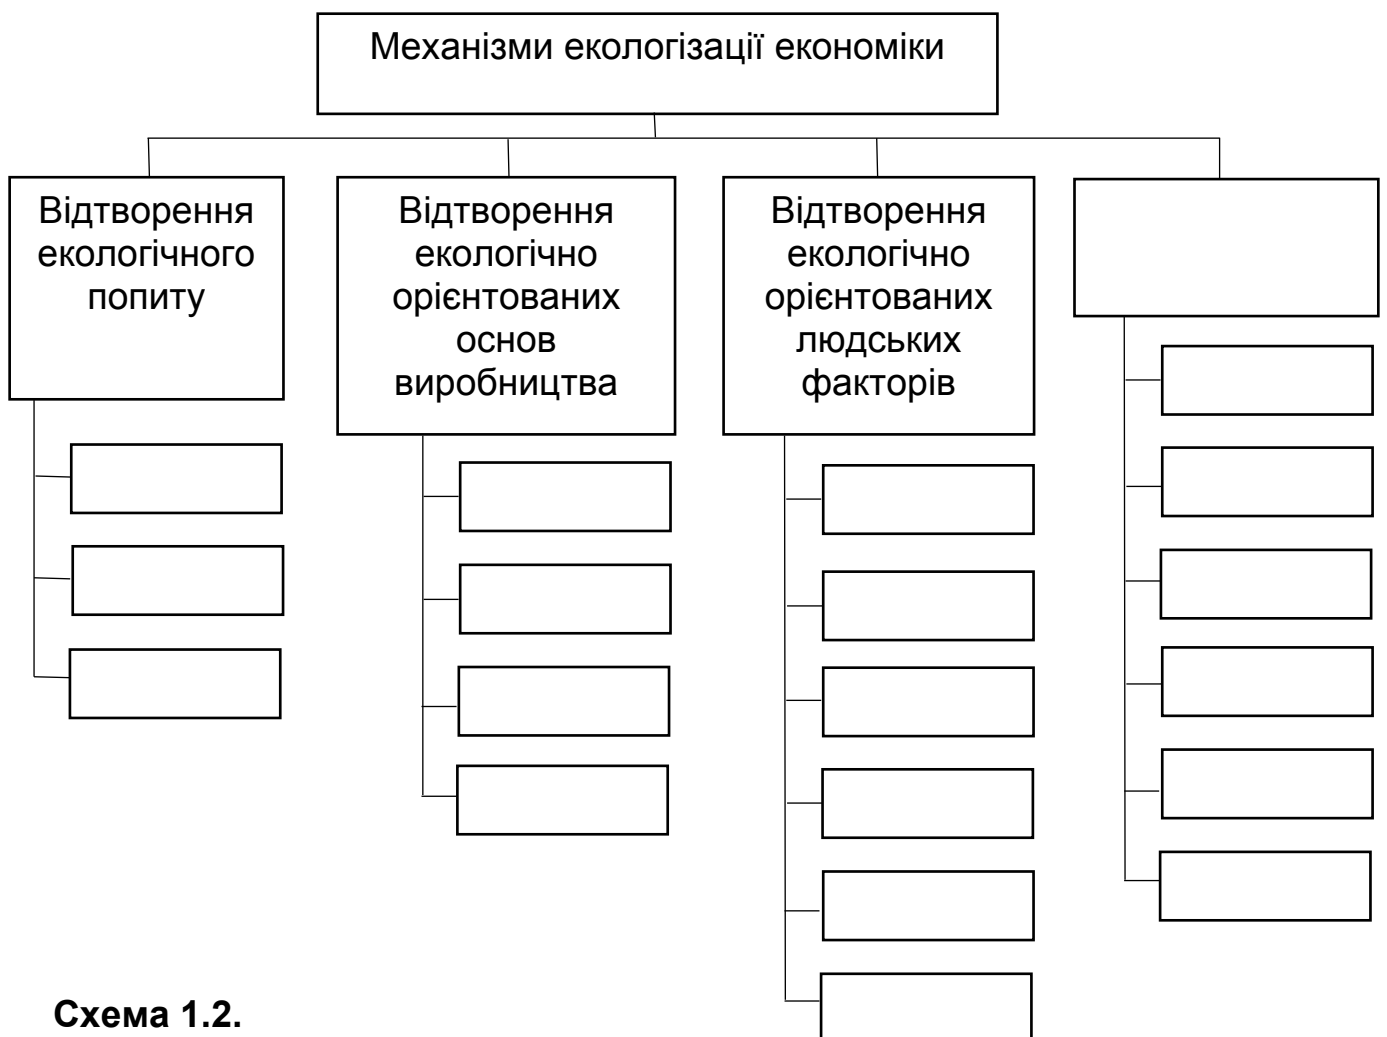 Механізми екологізації економіки
Відтворення
екологічного
попиту
Відтворення
екологічно
орієнтованих
основ
виробництва
Відтворення
екологічно
орієнтованих
людських
факторів
Схема 1.2.